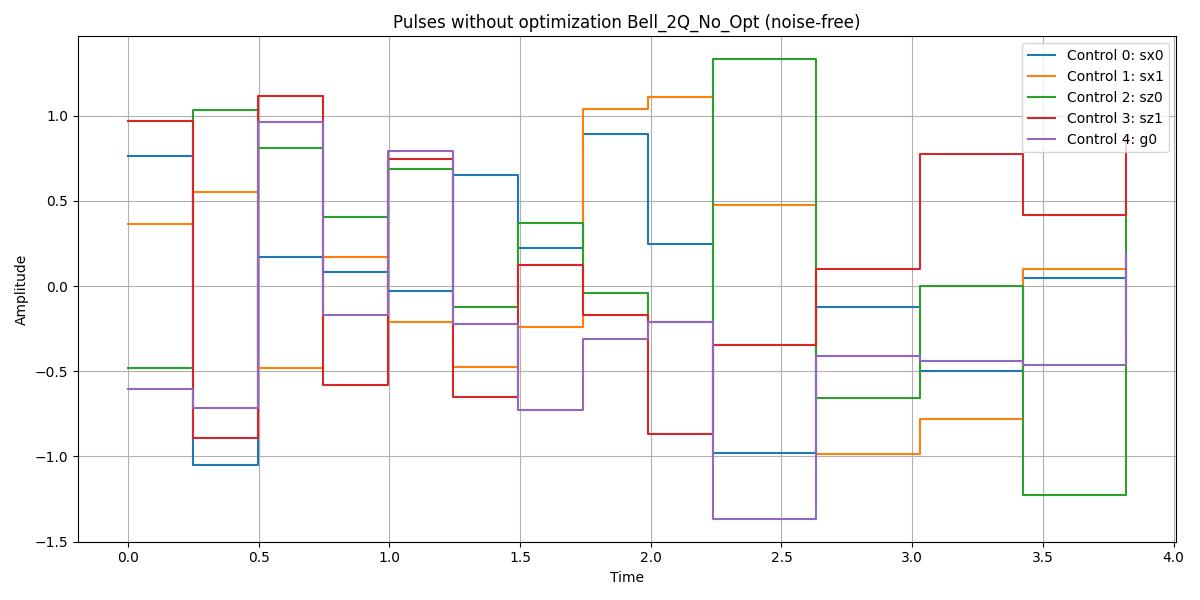 Pulses without optimization Bell_2Q_No_Opt (noise-free)
Control 0: sx0
Control 1: sx1
Control 2: sz0
Control 3: sz1
Control 4: g0
Amplitude
1.0
0.5
0.0
−0.5
−1.0
−1.5
0.0 0.5 1.0 1.5 2.0 2.5 3.0 3.5 4.0
Time